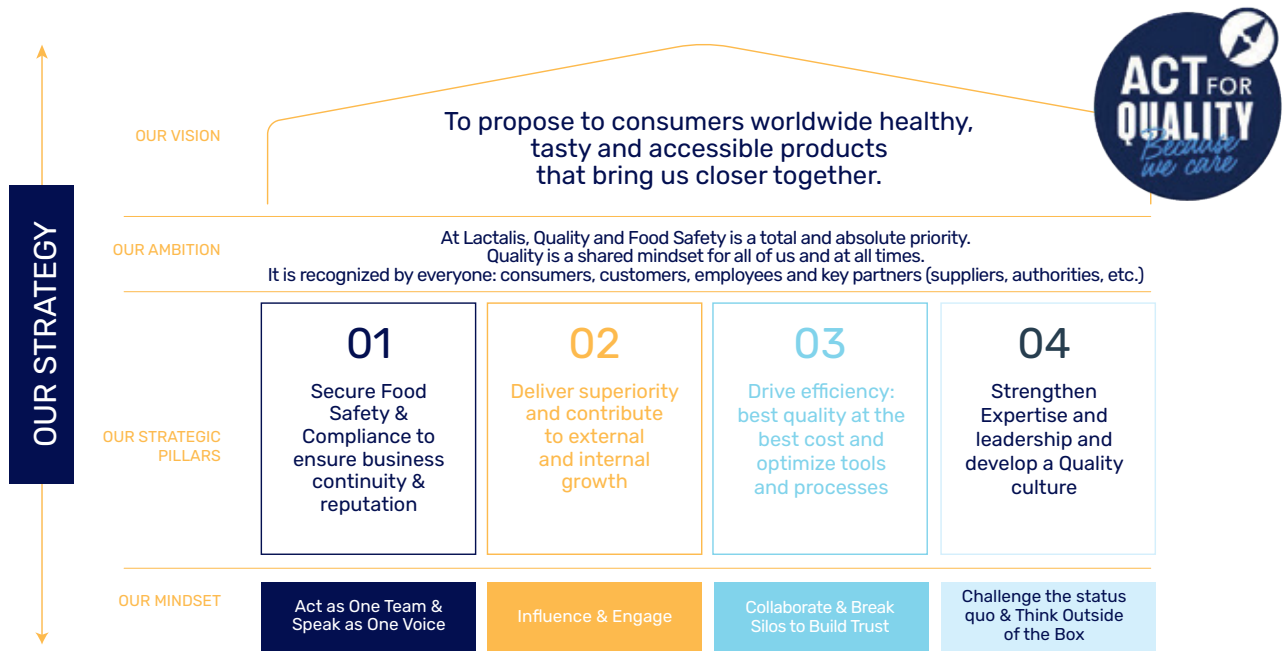 ACT FOR
QUALITY
Because
we care
OUR STRATEGY
OUR VISION
To propose to consumers worldwide healthy,
tasty and accessible products
that bring us closer together.
OUR AMBITION
At Lactalis, Quality and Food Safety is a total and absolute priority.
Quality is a shared mindset for all of us and at all times.
It is recognized by everyone: consumers, customers, employees and key partners (suppliers, authorities, etc.)
OUR STRATEGIC
PILLARS
01
Secure Food
Safety &
Compliance to
ensure business
continuity &
reputation
02
Deliver superiority
and contribute
to external
and internal
growth
03
Drive efficiency:
best quality at the
best cost and
optimize tools
and processes
04
Strengthen
Expertise and
leadership and
develop a Quality
culture
OUR MINDSET
Act as One Team &
Speak as One Voice
Influence & Engage
Collaborate & Break
Silos to Build Trust
Challenge the status
quo & Think Outside
of the Box